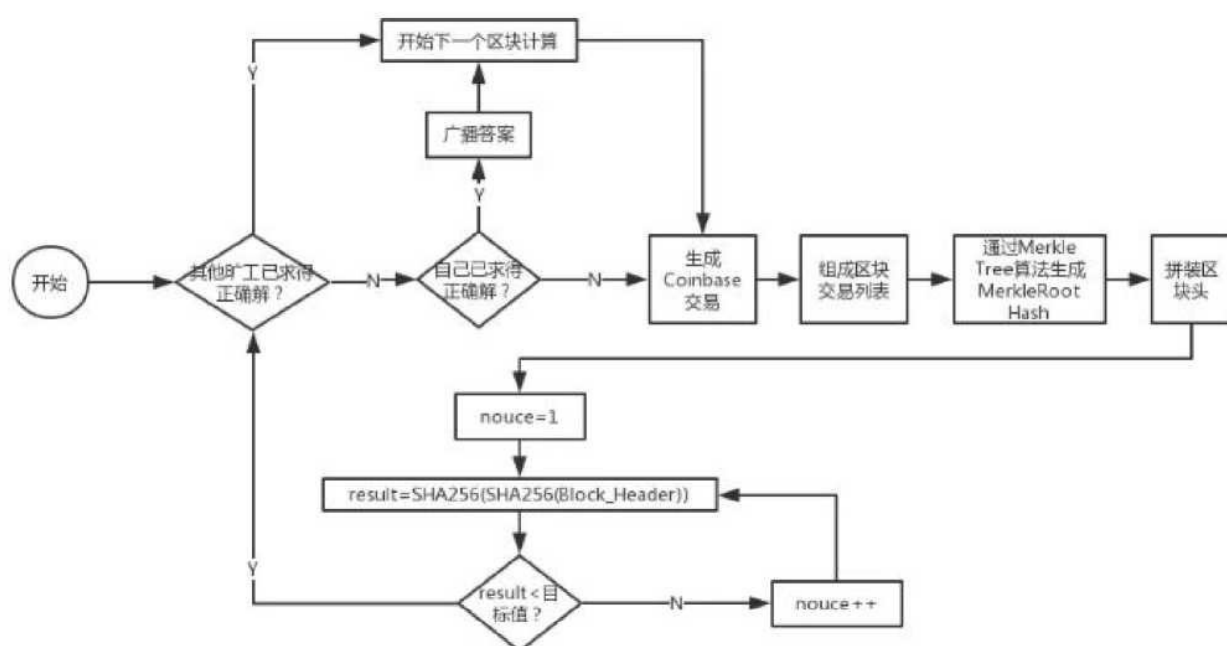 开始下一个区块计算
Y
广播答案
Y
开始
其他旷工已求得
正确解？
N
自己已求得
正确解？
N
生成
Coinbase
交易
组成区块
交易列表
通过Merkle
Tree算法生成
MerkleRoot
Hash
拼装区
块头
nouce=1
result=SHA256(SHA256(Block_Header))
result<目
标值？
Y
N
nouce++